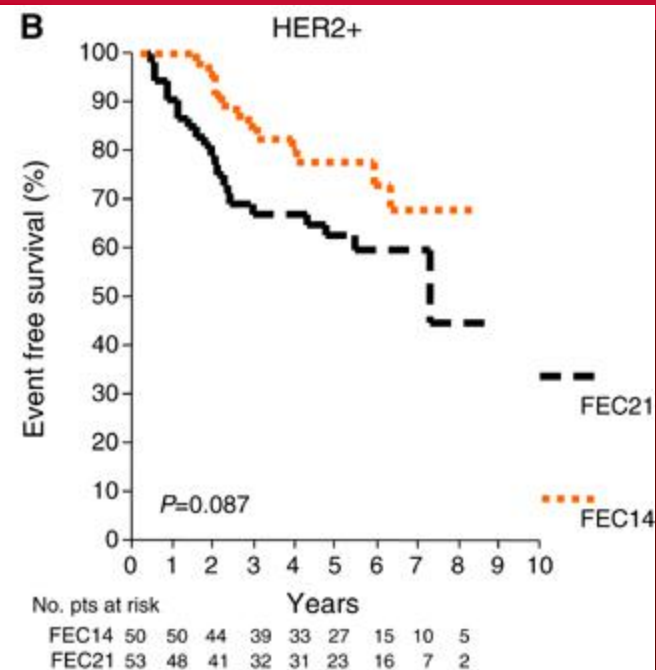 B
HER2+
Event free survival (%)
100
90
80
70
60
50
40
30
20
10
0
P=0.087
FEC21
FEC14
0 1 2 3 4 5 6 7 8 9 10
No. pts at risk Years
FEC14 50 50 44 39 33 27 15 10 5
FEC21 53 48 41 32 31 23 16 7 2